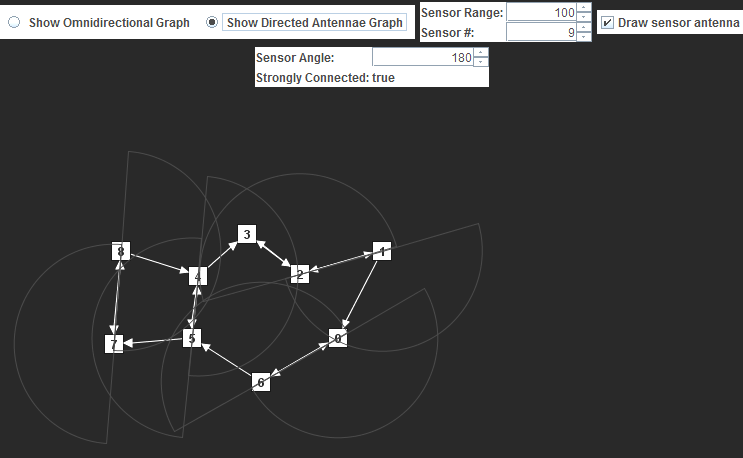 Show Omnidirectional Graph
Show Directed Antennae Graph
Sensor Range: 100
Sensor #: 9
Draw sensor antenna
Sensor Angle: 180
Strongly Connected: true
3
8
1
4
2
7
5
0
6